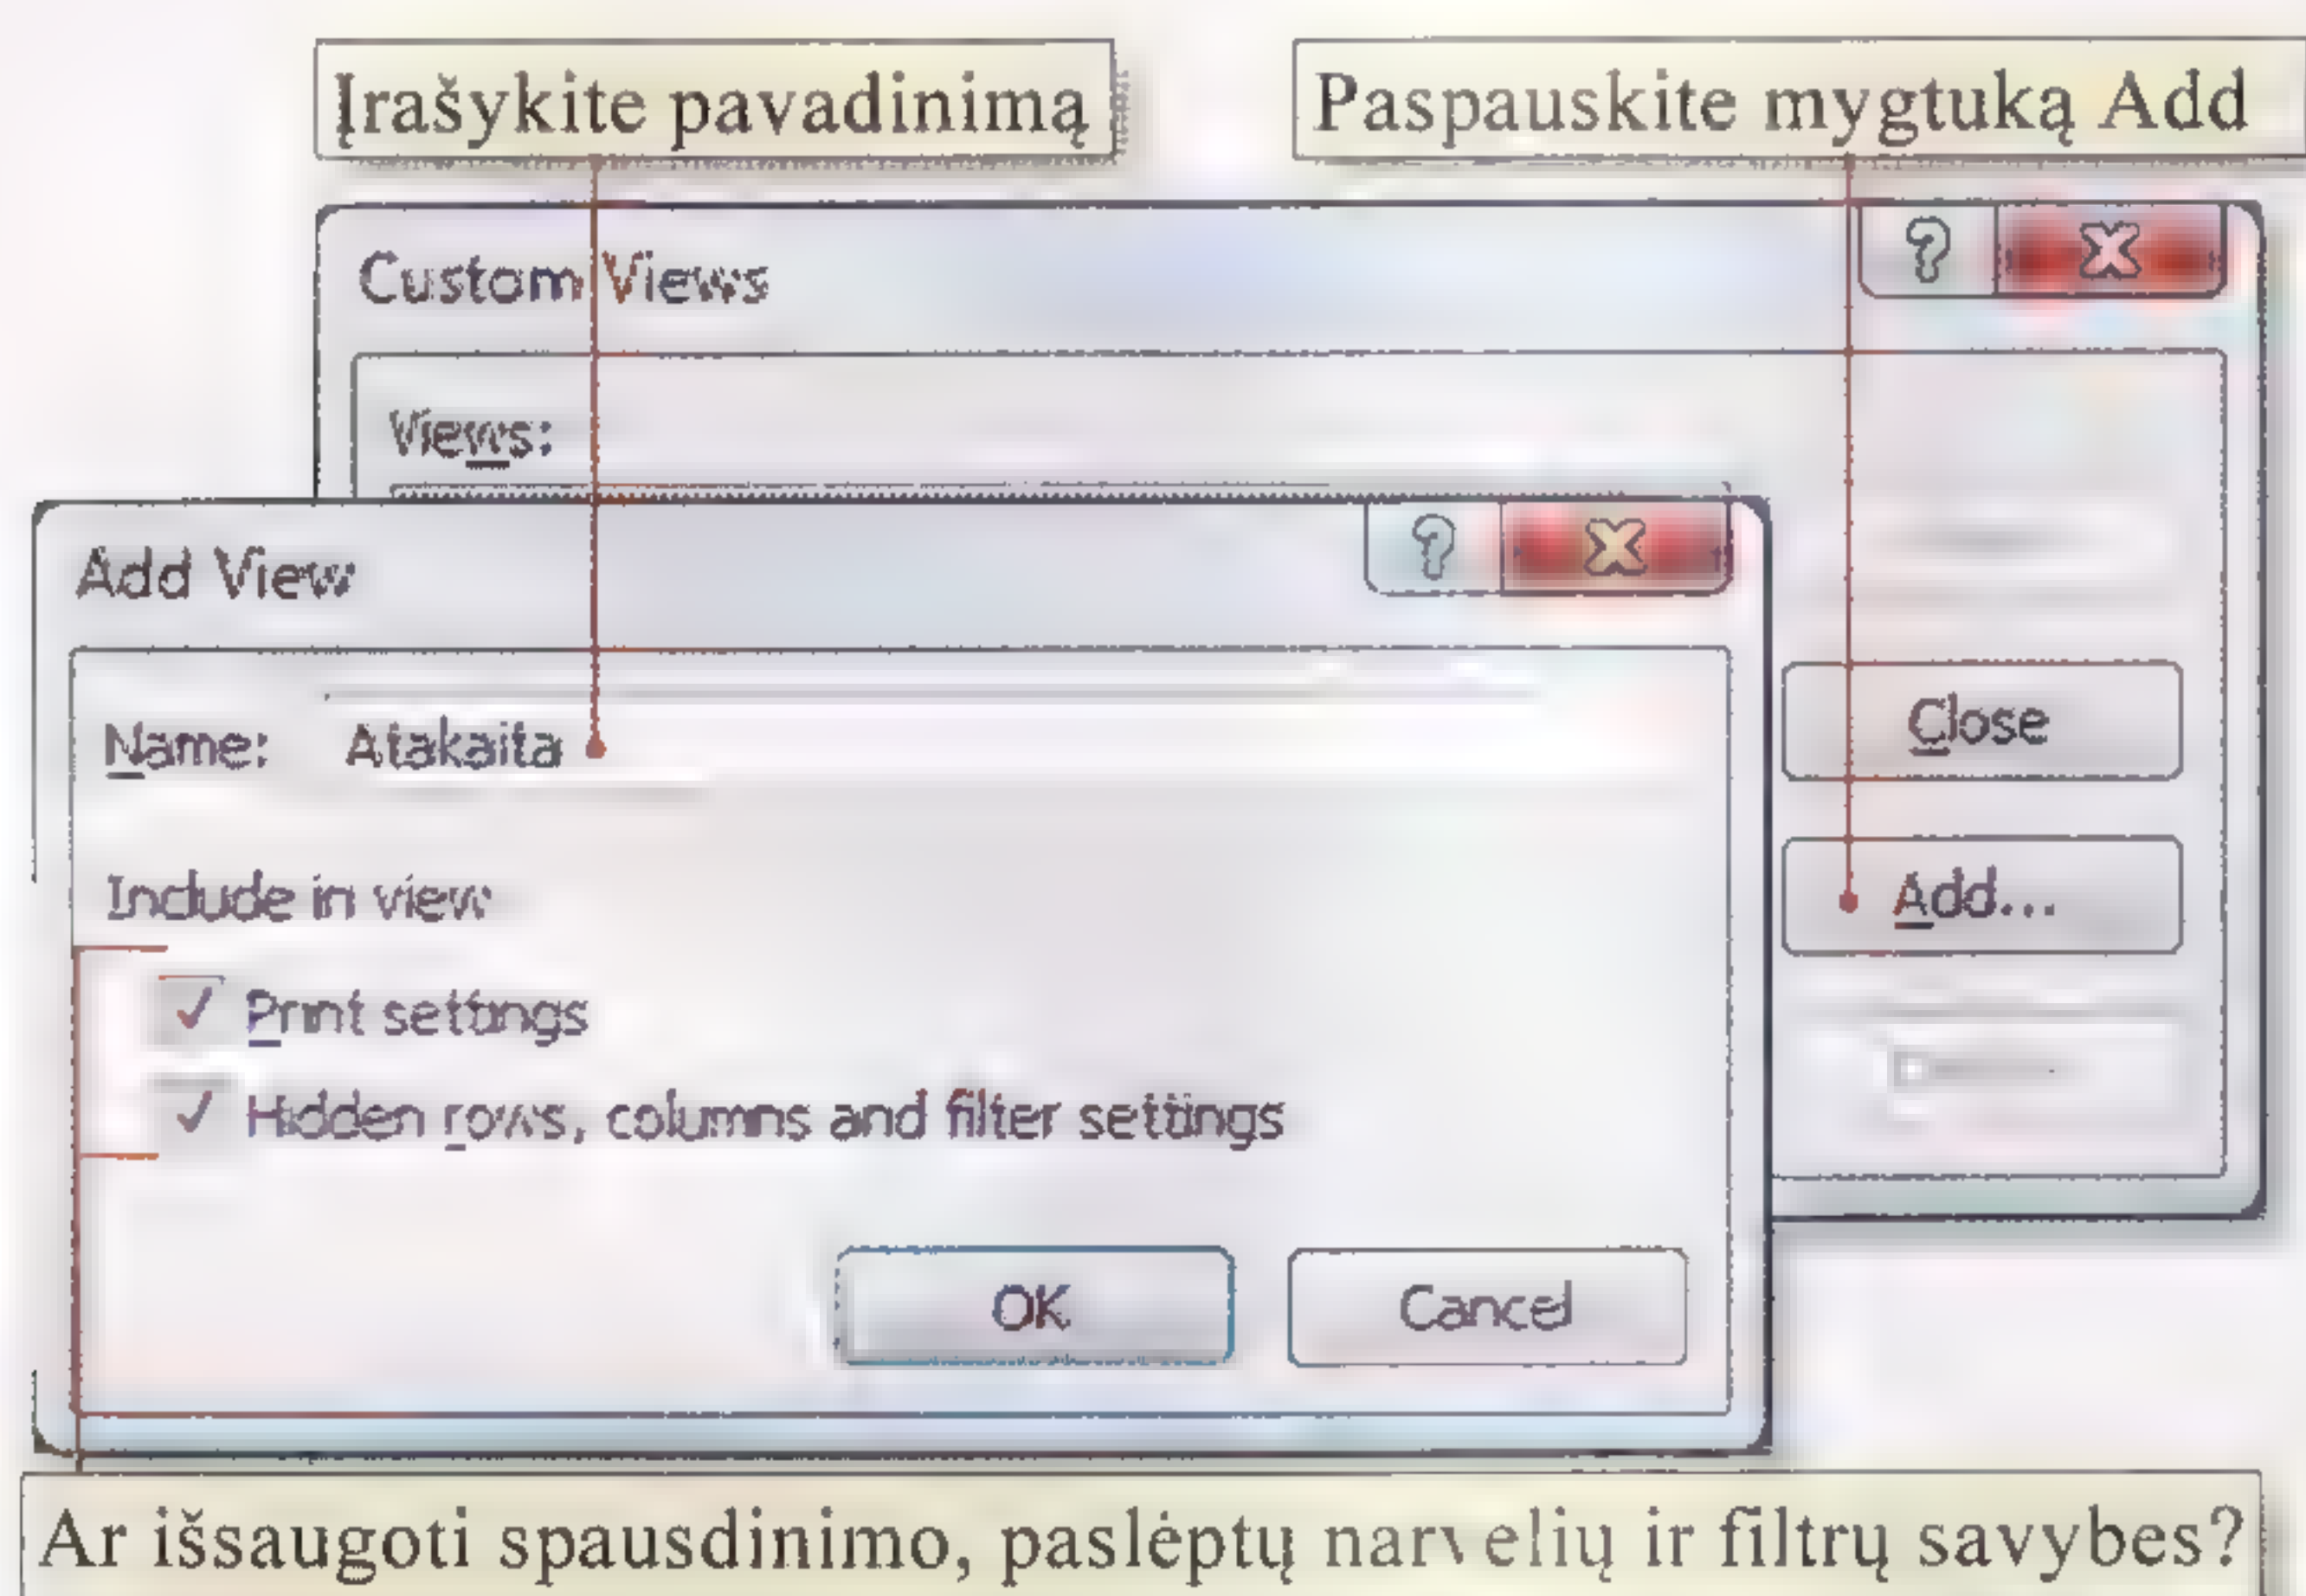 Įrašykite pavadinimą
Paspauskite mygtuką Add
Custom Views
Views:
Add View
Name: Atakaita
Close
Include in view
Add...
Print settings
Hidden rows, columns and filter settings
OK
Cancel
Ar išsaugoti spausdinimo, paslėptų narvelių ir filtrų savybes?